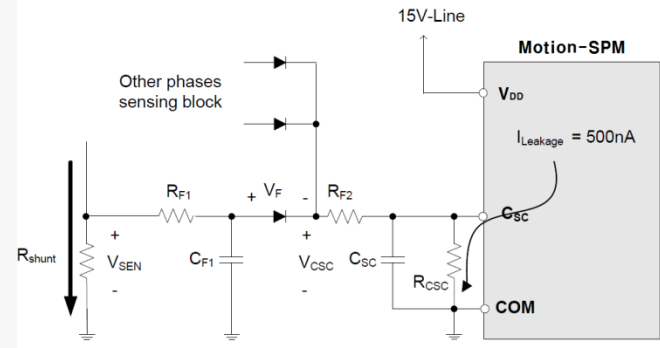 15V-Line
Motion-SPM
Other phases
sensing block
VDD
ILeakage = 500nA
RF1
+ VF -
RF2
CSC
Rshunt
+
VSEN
-
CF1
+
VCSC
-
CSC
RCSC
COM